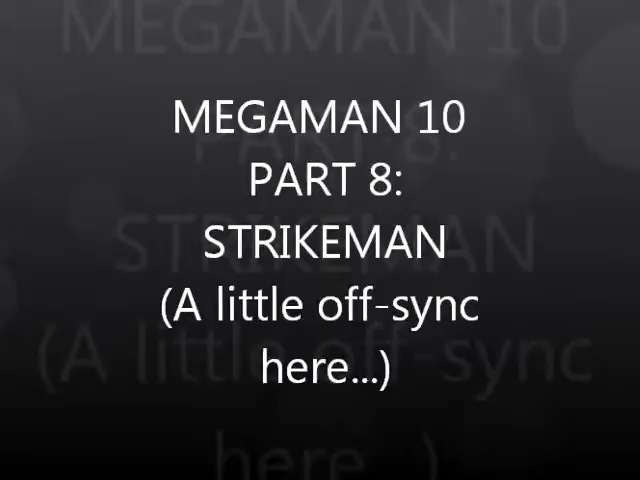 MEGAMAN 10
PART 8:
STRIKEMAN
(A little off-sync
here...)